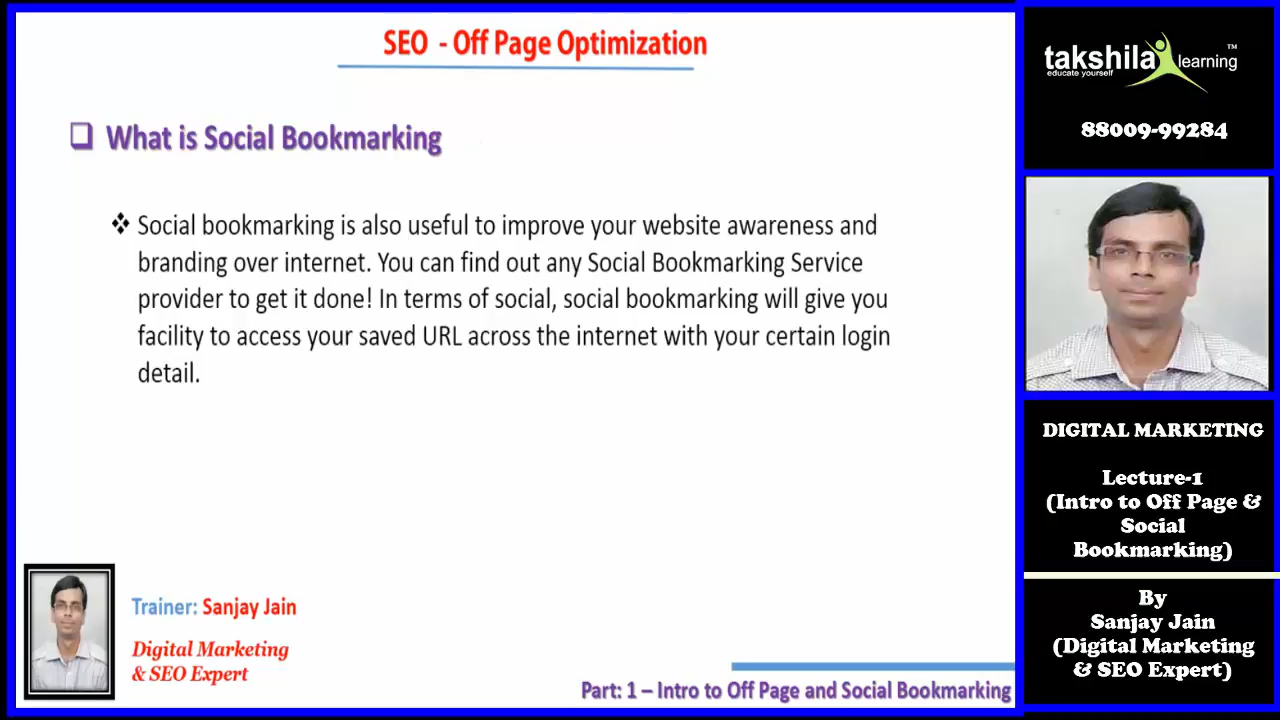 SEO - Off Page Optimization
What is Social Bookmarking
Social bookmarking is also useful to improve your website awareness and
branding over internet. You can find out any Social Bookmarking Service
provider to get it done! In terms of social, social bookmarking will give you
facility to access your saved URL across the internet with your certain login
detail.
Trainer: Sanjay Jain
Digital Marketing
& SEO Expert
Part: 1 – Intro to Off Page and Social Bookmarking
takshila learning™
educate yourself
88009-99284
DIGITAL MARKETING
Lecture-1
(Intro to Off Page &
Social
Bookmarking)
By
Sanjay Jain
(Digital Marketing
& SEO Expert)